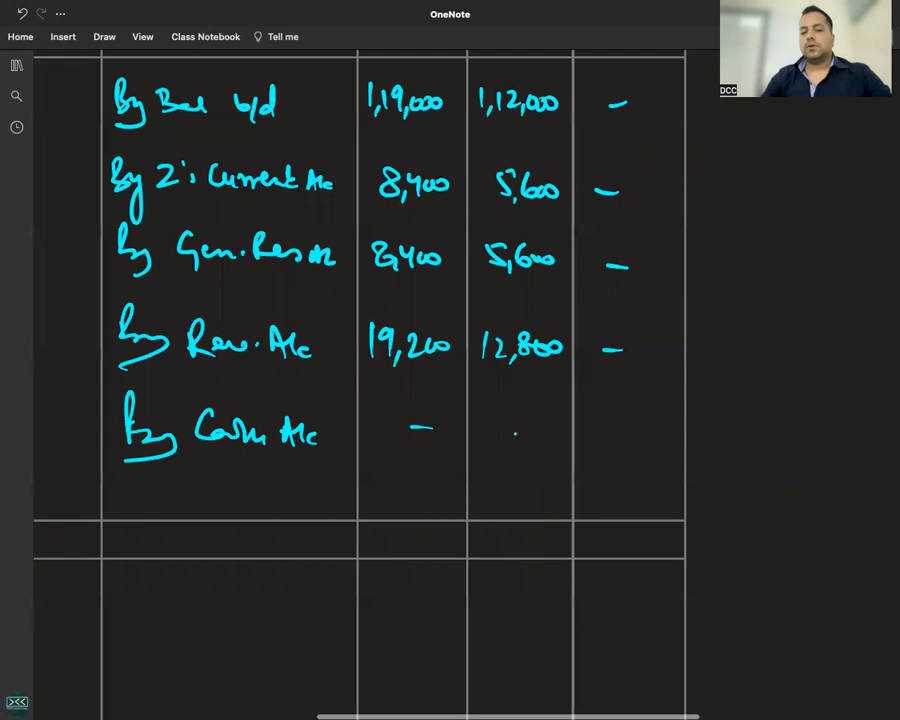 OneNote
Home Insert Draw View Class Notebook Tell me
DCC
By Bal b/d 1,19,000 1,12,000 -
By Z's Current A/c 8,400 5,600 -
By Gen. Res A/c 8,400 5,600 -
By Rev. A/c 19,200 12,800 -
By Cash A/c -